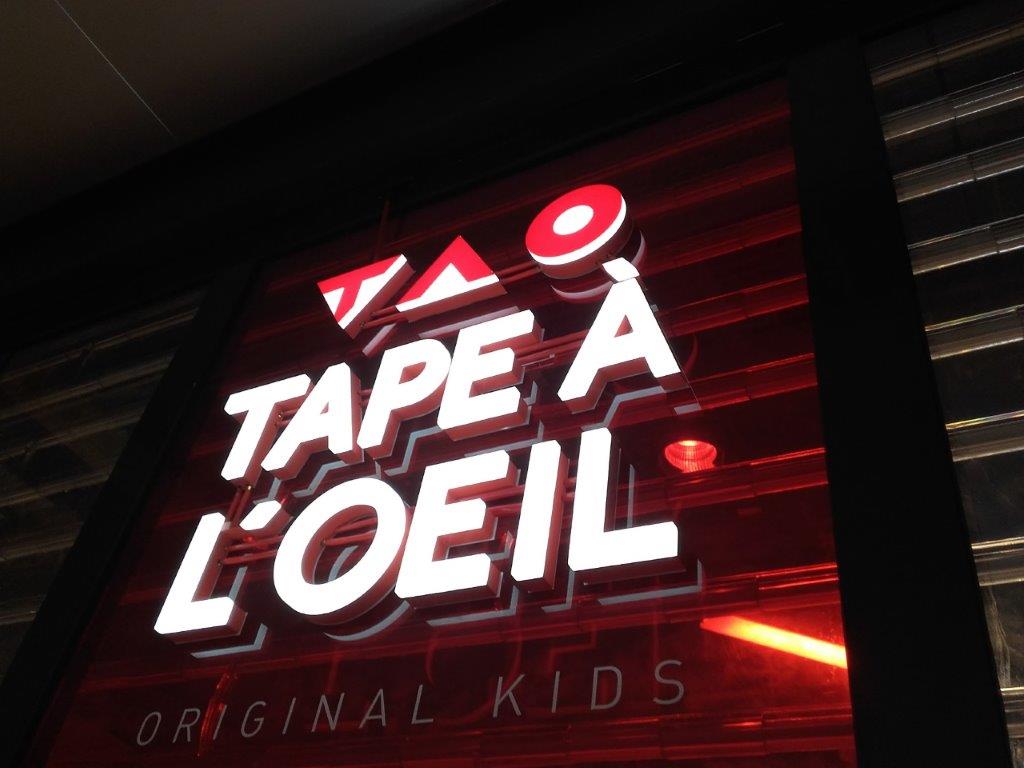 TAO
TAPE À
L'OEIL
ORIGINAL KIDS